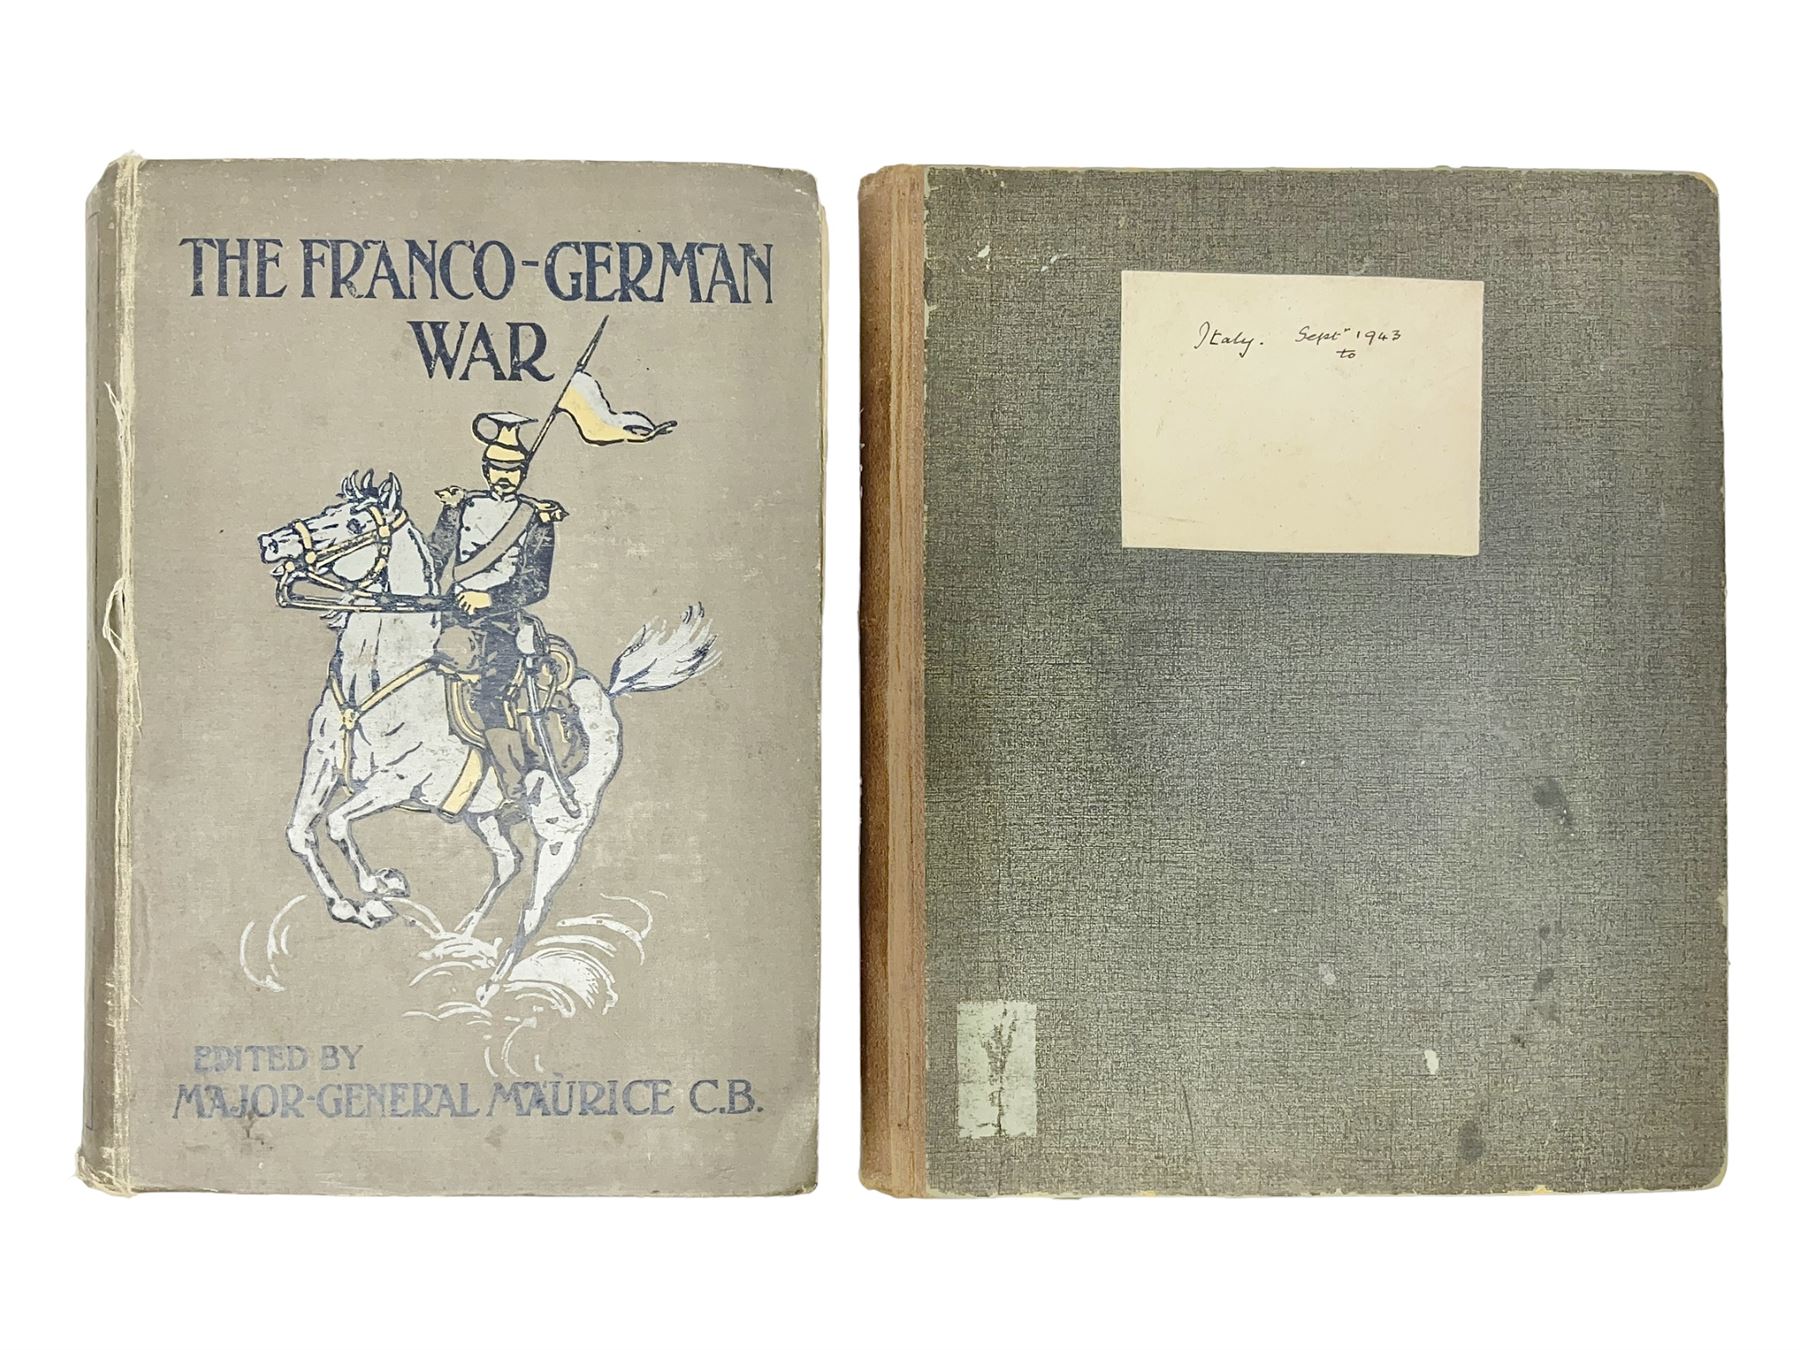 THE FRANCO-GERMAN
WAR
EDITED BY
MAJOR-GENERAL MAURICE C.B.
Italy. Septr 1943
to